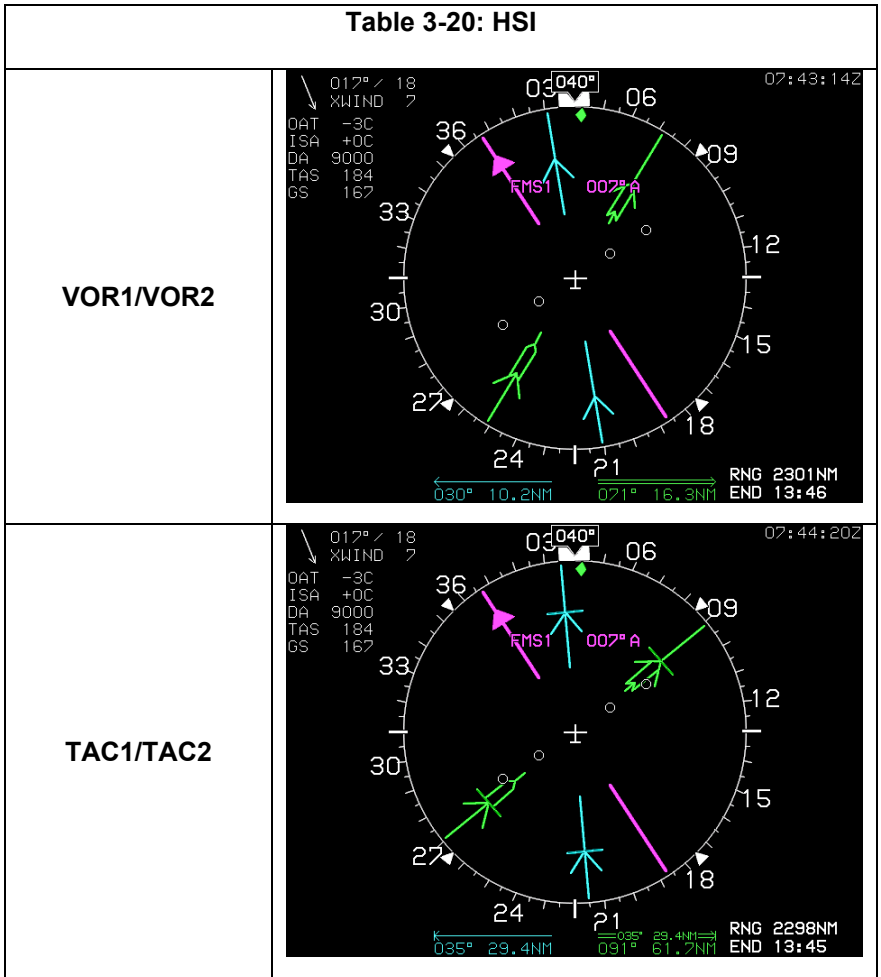 Table 3-20: HSI
VOR1/VOR2
017°/ 18
XWIND 7
OAT -3C
ISA +0C
DA 9000
TAS 184
GS 167
07:43:14Z
040°
03
06
36
09
FMS1 007°A
33
12
30
15
27
18
24
21
030° 10.2NM
071° 16.3NM
RNG 2301NM
END 13:46
TAC1/TAC2
017°/ 18
XWIND 7
OAT -3C
ISA +0C
DA 9000
TAS 184
GS 167
07:44:20Z
040°
03
06
36
09
FMS1 007°A
33
12
30
15
27
18
24
21
035° 29.4NM
035° 29.4NM
091° 61.7NM
RNG 2298NM
END 13:45